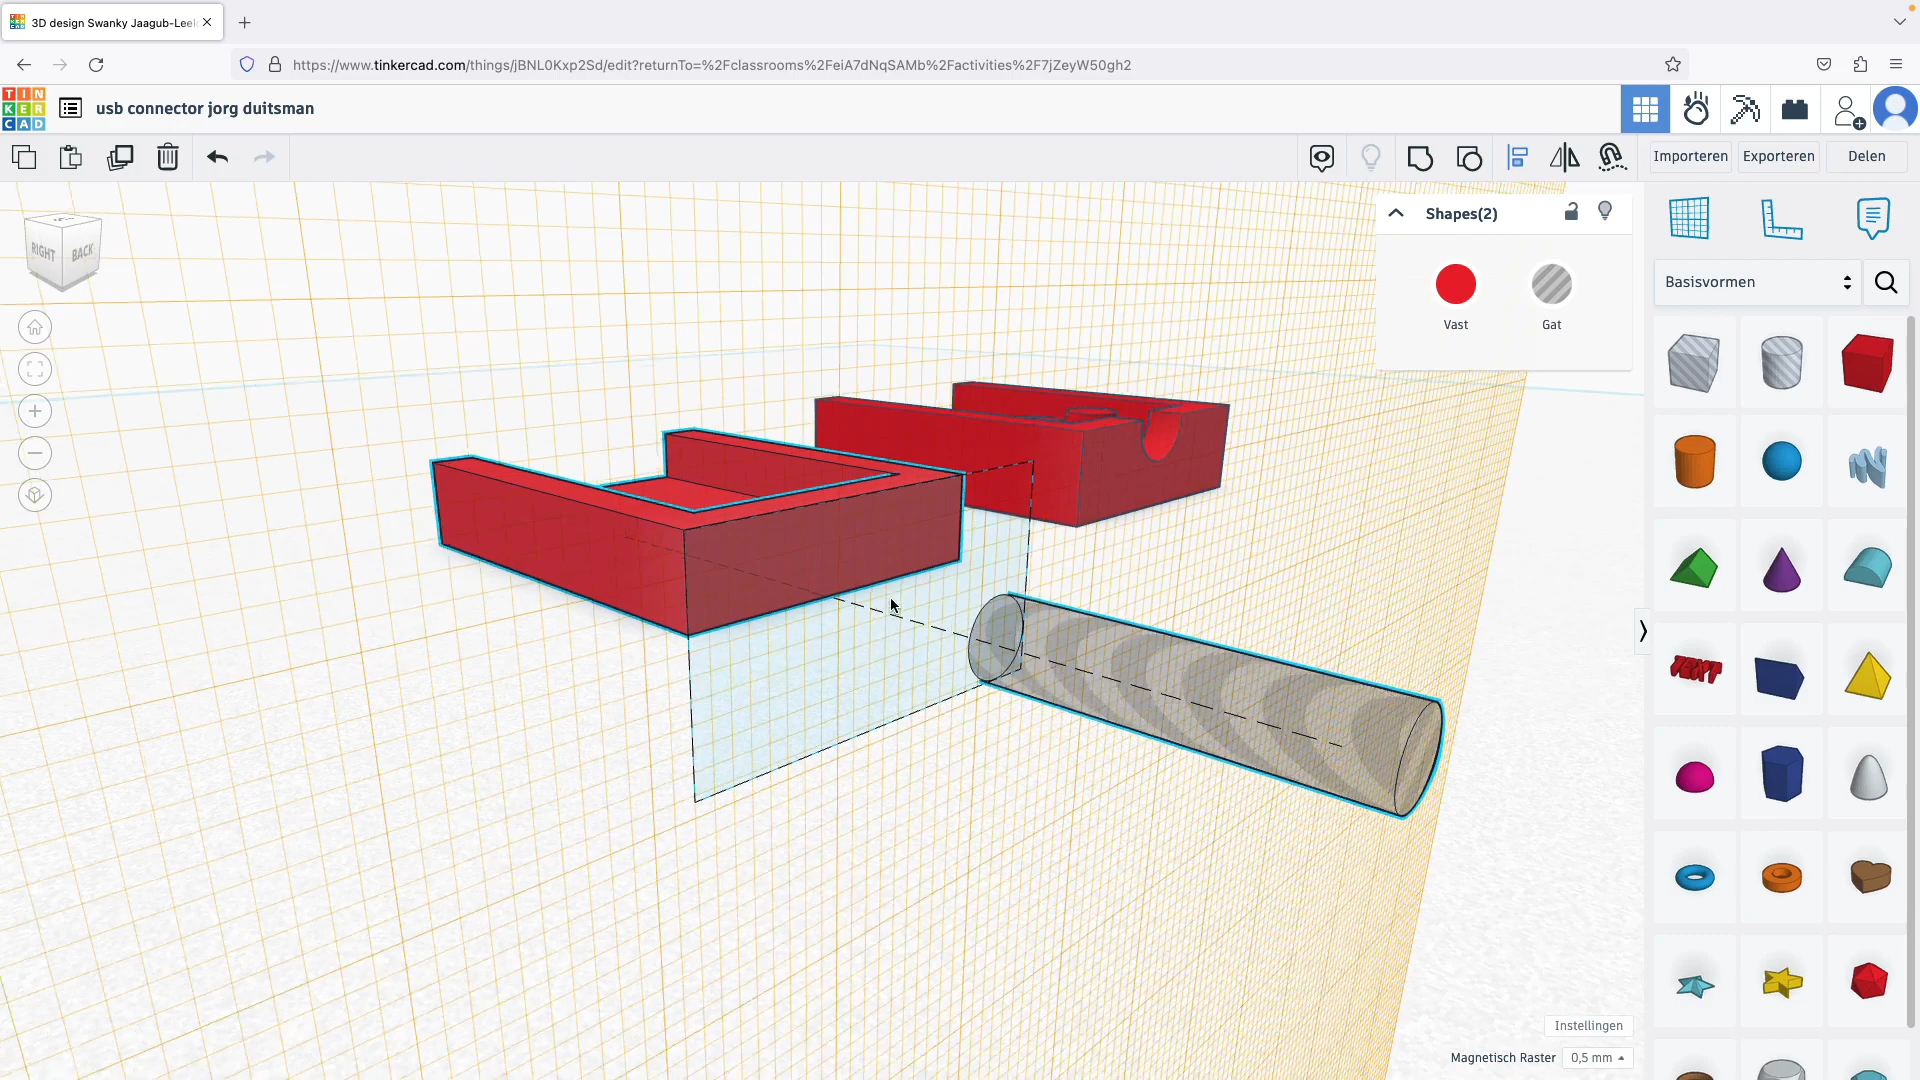 3D design Swanky Jaagub-Leel
https://www.tinkercad.com/things/jBNL0Kxp2Sd/edit?returnTo=%2Fclassrooms%2FeiA7dNqSAMb%2Factivities%2F7jZeyW50gh2
TIN
KER
CAD
usb connector jorg duitsman
Importeren
Exporteren
Delen
RIGHT
BACK
Shapes(2)
Vast
Gat
Basisvormen
TEXT
Instellingen
Magnetisch Raster
0,5 mm